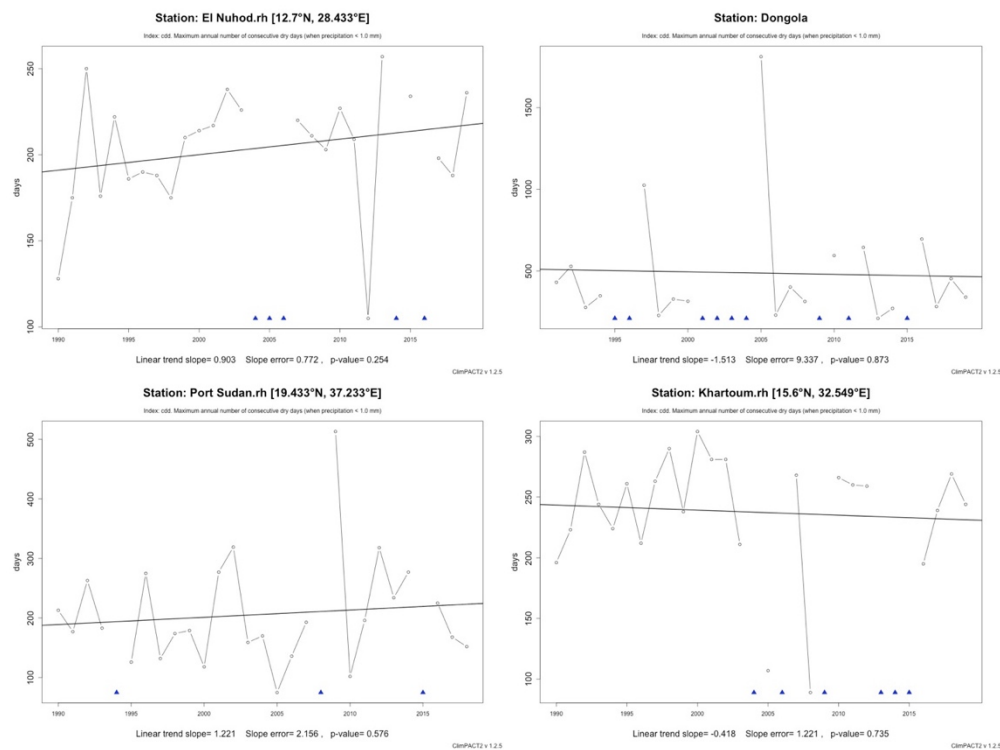 Station: El Nuhod.rh [12.7°N, 28.433°E]
Index: cdd. Maximum annual number of consecutive dry days (when precipitation < 1.0 mm)
days
250
200
150
100
1990 1995 2000 2005 2010 2015
Linear trend slope= 0.903 Slope error= 0.772 , p-value= 0.254
ClimPACT2 v 1.2.5
Station: Dongola
Index: cdd. Maximum annual number of consecutive dry days (when precipitation < 1.0 mm)
days
1500
1000
500
1995 2000 2005 2010 2015
Linear trend slope= -1.513 Slope error= 9.337 , p-value= 0.873
ClimPACT2 v 1.2.5
Station: Port Sudan.rh [19.433°N, 37.233°E]
Index: cdd. Maximum annual number of consecutive dry days (when precipitation < 1.0 mm)
days
500
400
300
200
100
1990 1995 2000 2005 2010 2015
Linear trend slope= 1.221 Slope error= 2.156 , p-value= 0.576
ClimPACT2 v 1.2.5
Station: Khartoum.rh [15.6°N, 32.549°E]
Index: cdd. Maximum annual number of consecutive dry days (when precipitation < 1.0 mm)
days
300
250
200
150
100
1990 1995 2000 2005 2010 2015
Linear trend slope= -0.418 Slope error= 1.221 , p-value= 0.735
ClimPACT2 v 1.2.5